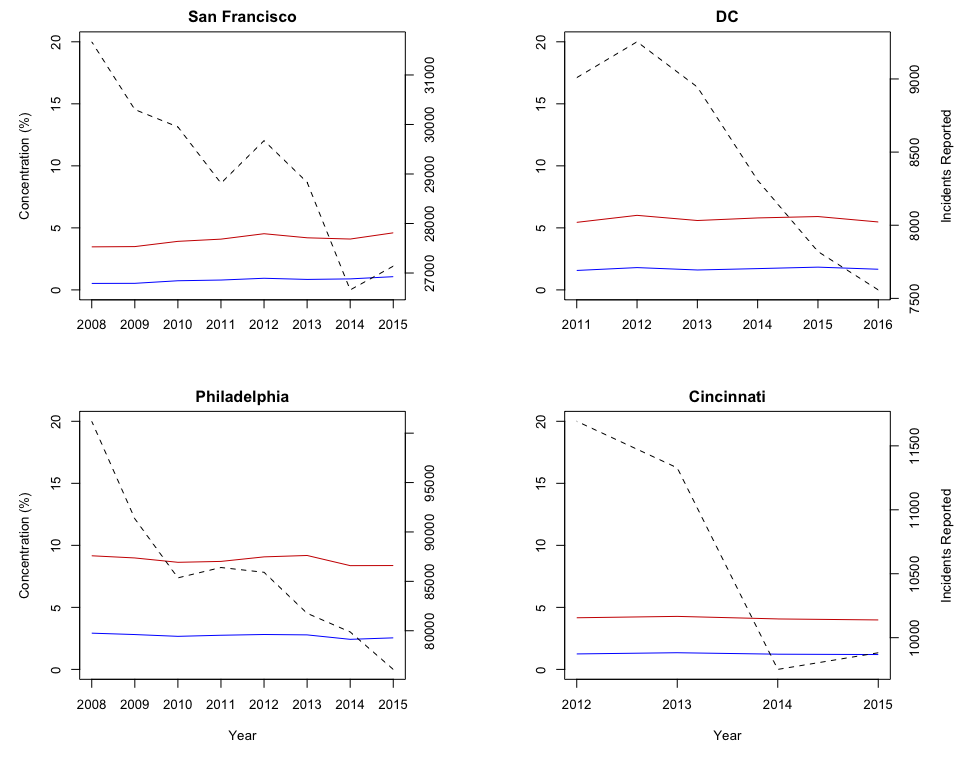 San Francisco
Concentration (%)
0 5 10 15 20
27000 28000 29000 30000 31000
2008 2009 2010 2011 2012 2013 2014 2015
DC
0 5 10 15 20
7500 8000 8500 9000
Incidents Reported
2011 2012 2013 2014 2015 2016
Philadelphia
Concentration (%)
0 5 10 15 20
80000 85000 90000 95000
2008 2009 2010 2011 2012 2013 2014 2015
Year
Cincinnati
0 5 10 15 20
10000 10500 11000 11500
Incidents Reported
2012 2013 2014 2015
Year